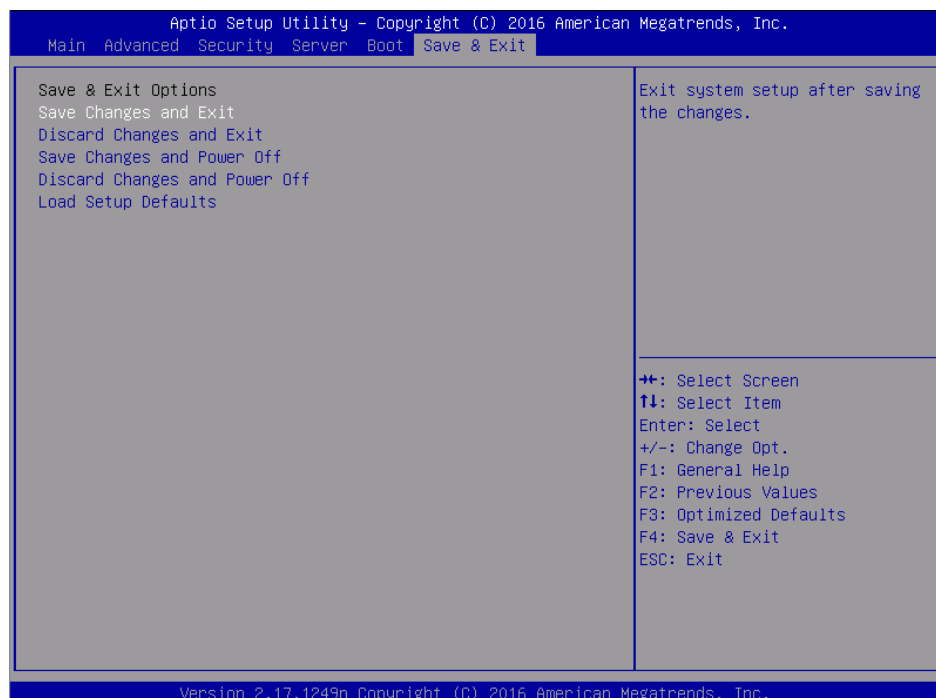 Aptio Setup Utility – Copyright (C) 2016 American Megatrends, Inc.
Main Advanced Security Server Boot Save & Exit
Save & Exit Options
Save Changes and Exit
Discard Changes and Exit
Save Changes and Power Off
Discard Changes and Power Off
Load Setup Defaults
Exit system setup after saving
the changes.
→←: Select Screen
↑↓: Select Item
Enter: Select
+/-: Change Opt.
F1: General Help
F2: Previous Values
F3: Optimized Defaults
F4: Save & Exit
ESC: Exit
Version 2.17.1249n Copyright (C) 2016 American Megatrends, Inc.